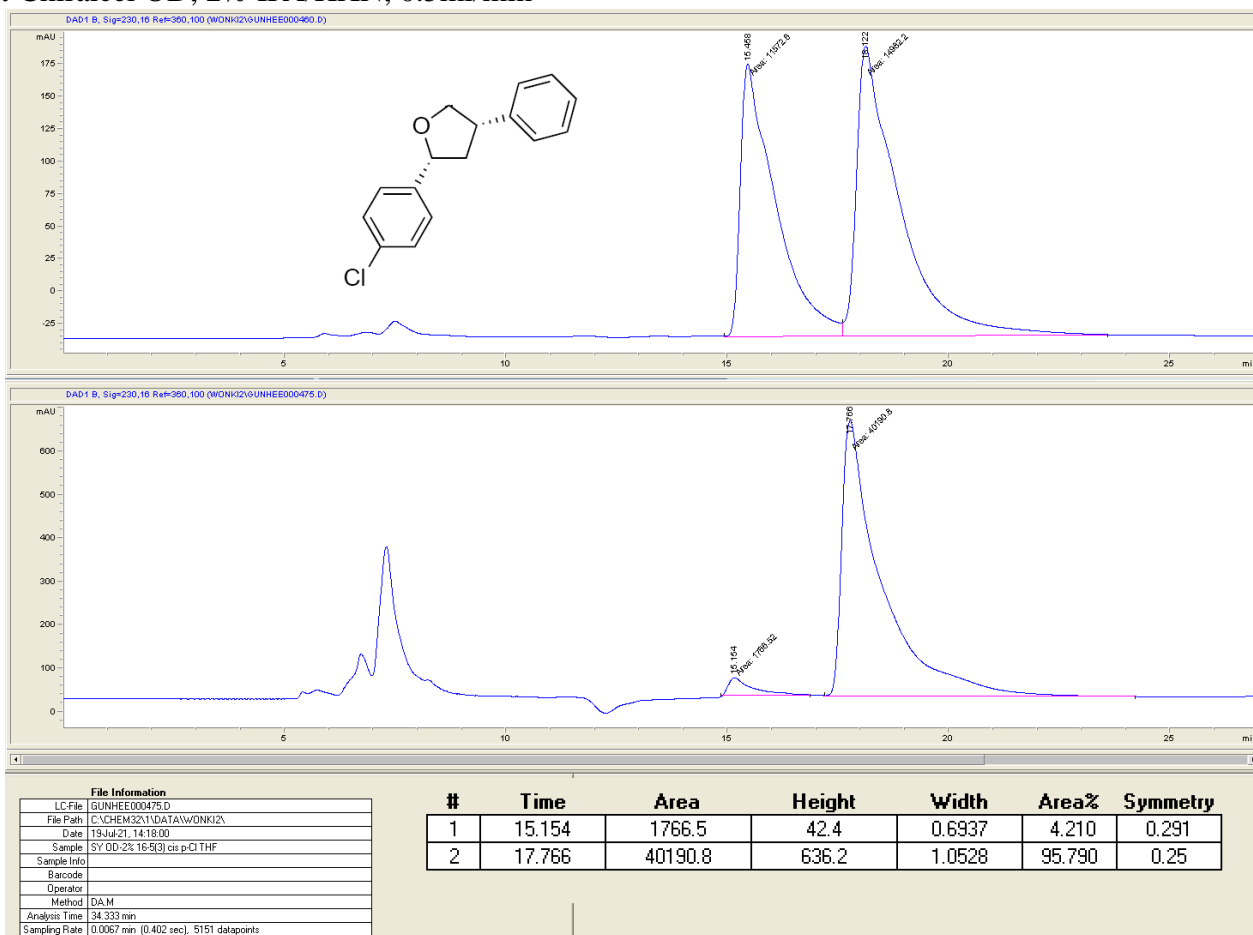 DAD1 B, Sig=230,16 Ref=360,100 (WONKI2\GUNHEE000460.D)
mAU
175
150
125
100
75
50
25
0
-25
15.458
Area: 11572.6
18.122
Area: 14982.2
O
Cl
5
10
15
20
25
DAD1 B, Sig=230,16 Ref=360,100 (WONKI2\GUNHEE000475.D)
mAU
600
500
400
300
200
100
0
15.154
Area: 1766.52
17.766
Area: 40190.8
5
10
15
20
25
File Information
LC-File GUNHEE000475.D
File Path C:\CHEM32\1\DATA\WONKI2\
Date 19-Jul-21, 14:18:00
Sample SY OD-2% 16-5(3) cis p-Cl THF
Sample Info
Barcode
Operator
Method DA.M
Analysis Time 34.333 min
Sampling Rate 0.0067 min (0.402 sec), 5151 datapoints
# Time Area Height Width Area% Symmetry
1 15.154 1766.5 42.4 0.6937 4.210 0.291
2 17.766 40190.8 636.2 1.0528 95.790 0.25